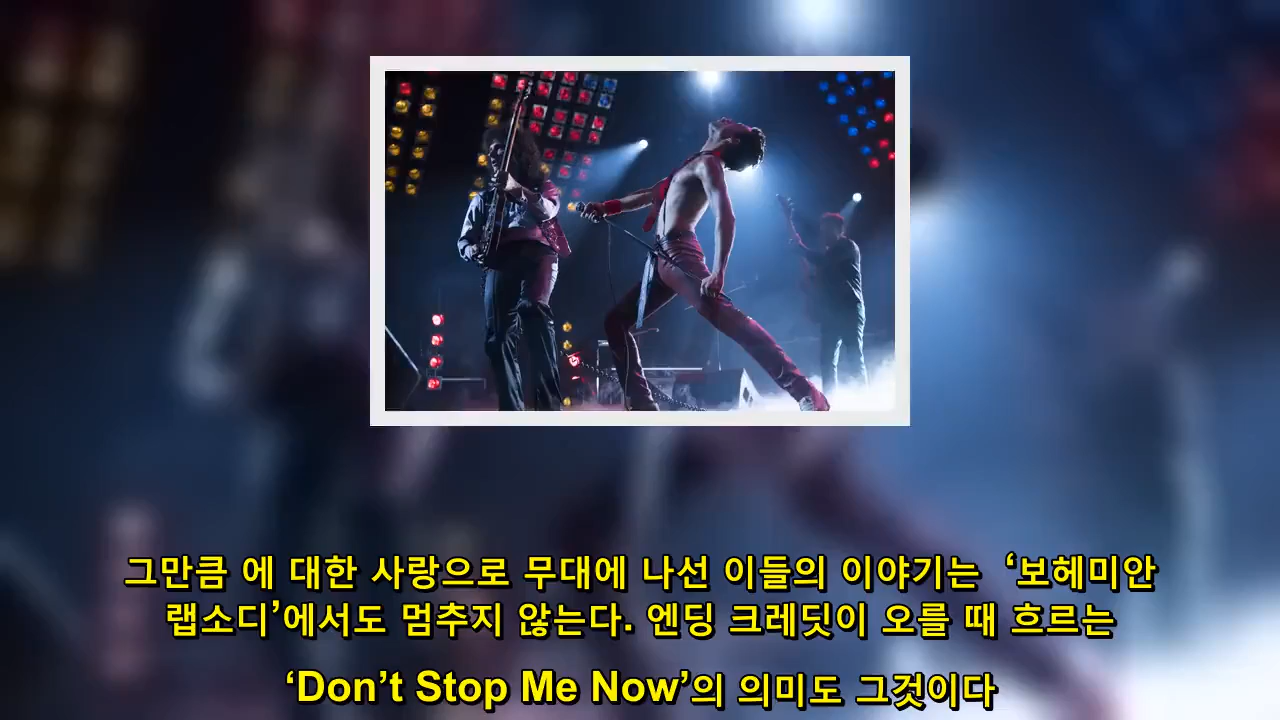 그만큼 에 대한 사랑으로 무대에 나선 이들의 이야기는 ‘보헤미안
랩소디’에서도 멈추지 않는다. 엔딩 크레딧이 오를 때 흐르는
‘Don’t Stop Me Now’의 의미도 그것이다